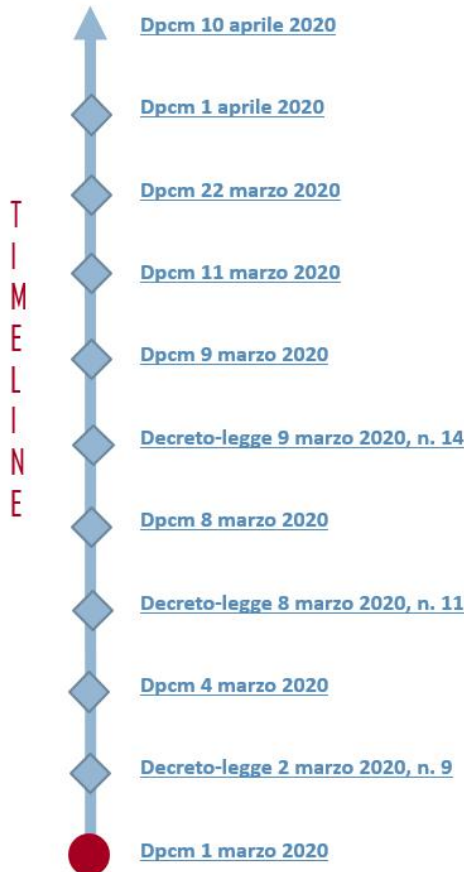 TIMELINE
Dpcm 10 aprile 2020
Dpcm 1 aprile 2020
Dpcm 22 marzo 2020
Dpcm 11 marzo 2020
Dpcm 9 marzo 2020
Decreto-legge 9 marzo 2020, n. 14
Dpcm 8 marzo 2020
Decreto-legge 8 marzo 2020, n. 11
Dpcm 4 marzo 2020
Decreto-legge 2 marzo 2020, n. 9
Dpcm 1 marzo 2020